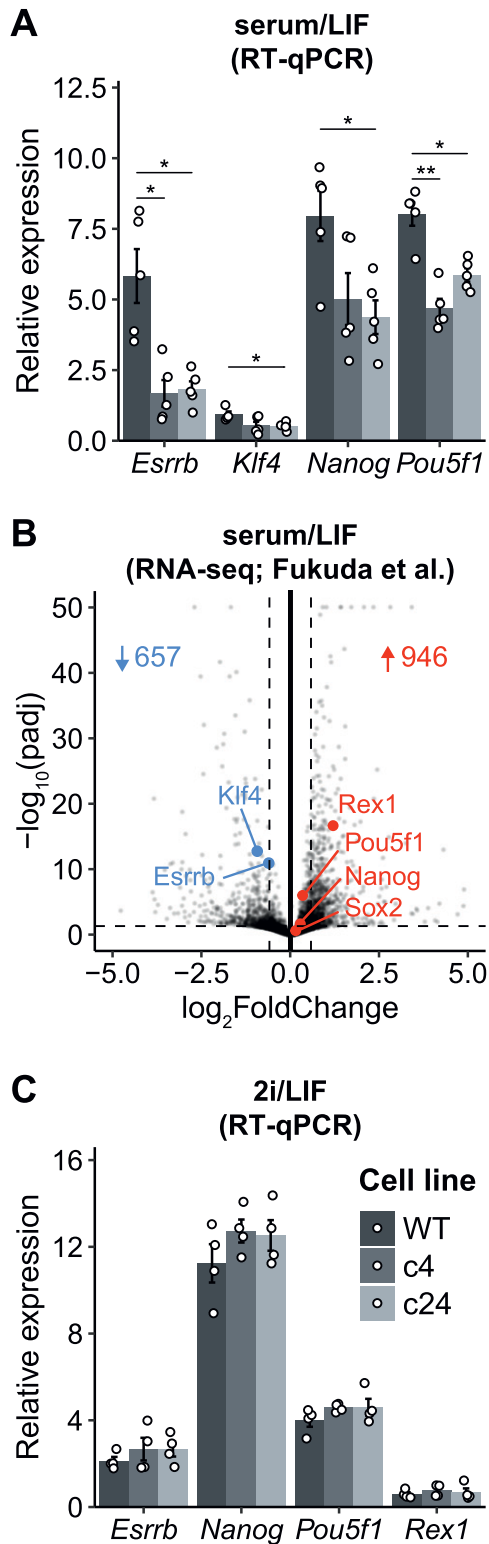 A
serum/LIF
(RT-qPCR)
Relative expression
12.5
10.0
7.5
5.0
2.5
0.0
*
*
*
*
*
**
Esrrb Klf4 Nanog Pou5f1
B
serum/LIF
(RNA-seq; Fukuda et al.)
−log10(padj)
50
40
30
20
10
0
657
946
Klf4
Esrrb
Rex1
Pou5f1
Nanog
Sox2
−5.0 −2.5 0.0 2.5 5.0
log2FoldChange
C
2i/LIF
(RT-qPCR)
Relative expression
16
12
8
4
0
Cell line
WT
c4
c24
Esrrb Nanog Pou5f1 Rex1